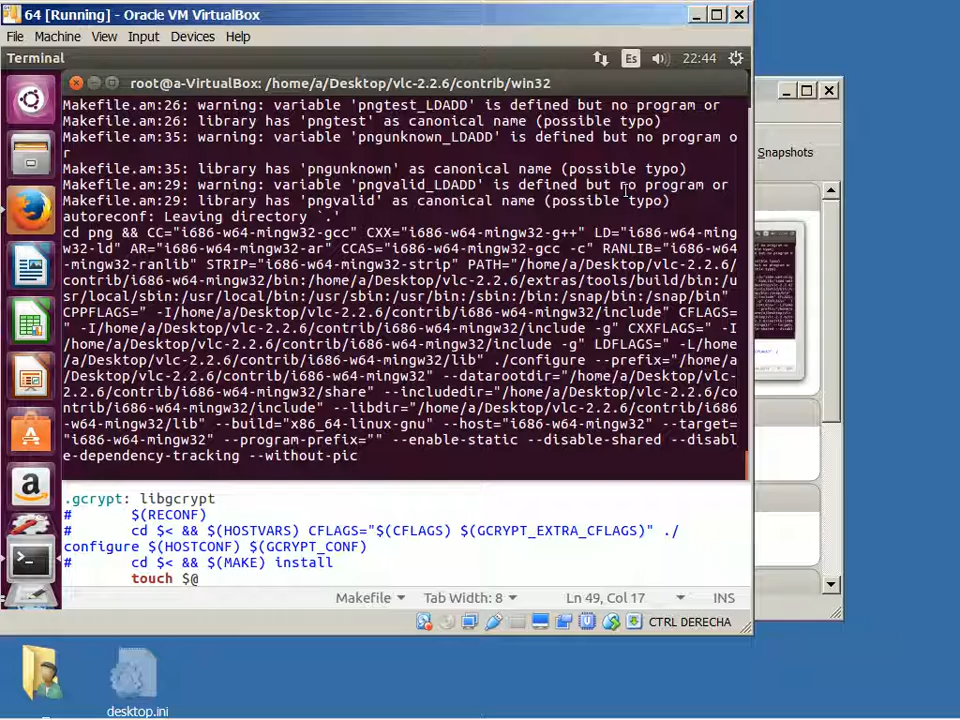 64 [Running] - Oracle VM VirtualBox
File Machine View Input Devices Help
Terminal
Es
22:44
root@a-VirtualBox: /home/a/Desktop/vlc-2.2.6/contrib/win32
Makefile.am:26: warning: variable 'pngtest_LDADD' is defined but no program or
Makefile.am:26: library has 'pngtest' as canonical name (possible typo)
Makefile.am:35: warning: variable 'pngunknown_LDADD' is defined but no program o
r
Makefile.am:35: library has 'pngunknown' as canonical name (possible typo)
Makefile.am:29: warning: variable 'pngvalid_LDADD' is defined but no program or
Makefile.am:29: library has 'pngvalid' as canonical name (possible typo)
autoreconf: Leaving directory `.'
cd png && CC="i686-w64-mingw32-gcc" CXX="i686-w64-mingw32-g++" LD="i686-w64-ming
w32-ld" AR="i686-w64-mingw32-ar" CCAS="i686-w64-mingw32-gcc -c" RANLIB="i686-w64
-mingw32-ranlib" STRIP="i686-w64-mingw32-strip" PATH="/home/a/Desktop/vlc-2.2.6/
contrib/i686-w64-mingw32/bin:/home/a/Desktop/vlc-2.2.6/extras/tools/build/bin:/u
sr/local/sbin:/usr/local/bin:/usr/sbin:/usr/bin:/sbin:/bin:/snap/bin:/snap/bin"
CPPFLAGS=" -I/home/a/Desktop/vlc-2.2.6/contrib/i686-w64-mingw32/include" CFLAGS=
" -I/home/a/Desktop/vlc-2.2.6/contrib/i686-w64-mingw32/include -g" CXXFLAGS=" -I
/home/a/Desktop/vlc-2.2.6/contrib/i686-w64-mingw32/include -g" LDFLAGS=" -L/hom
e/a/Desktop/vlc-2.2.6/contrib/i686-w64-mingw32/lib" ./configure --prefix="/home/a
/Desktop/vlc-2.2.6/contrib/i686-w64-mingw32" --datarootdir="/home/a/Desktop/vlc-
2.2.6/contrib/i686-w64-mingw32/share" --includedir="/home/a/Desktop/vlc-2.2.6/co
ntrib/i686-w64-mingw32/include" --libdir="/home/a/Desktop/vlc-2.2.6/contrib/i686
-w64-mingw32/lib" --build="x86_64-linux-gnu" --host="i686-w64-mingw32" --target=
"i686-w64-mingw32" --program-prefix="" --enable-static --disable-shared --disabl
e-dependency-tracking --without-pic
.gcrypt: libgcrypt
# $(RECONF)
# cd $< && $(HOSTVARS) CFLAGS="$(CFLAGS) $(GCRYPT_EXTRA_CFLAGS)" ./
configure $(HOSTCONF) $(GCRYPT_CONF)
# cd $< && $(MAKE) install
touch $@
Makefile Tab Width: 8 Ln 49, Col 17 INS
CTRL DERECHA
Snapshots
desktop.ini